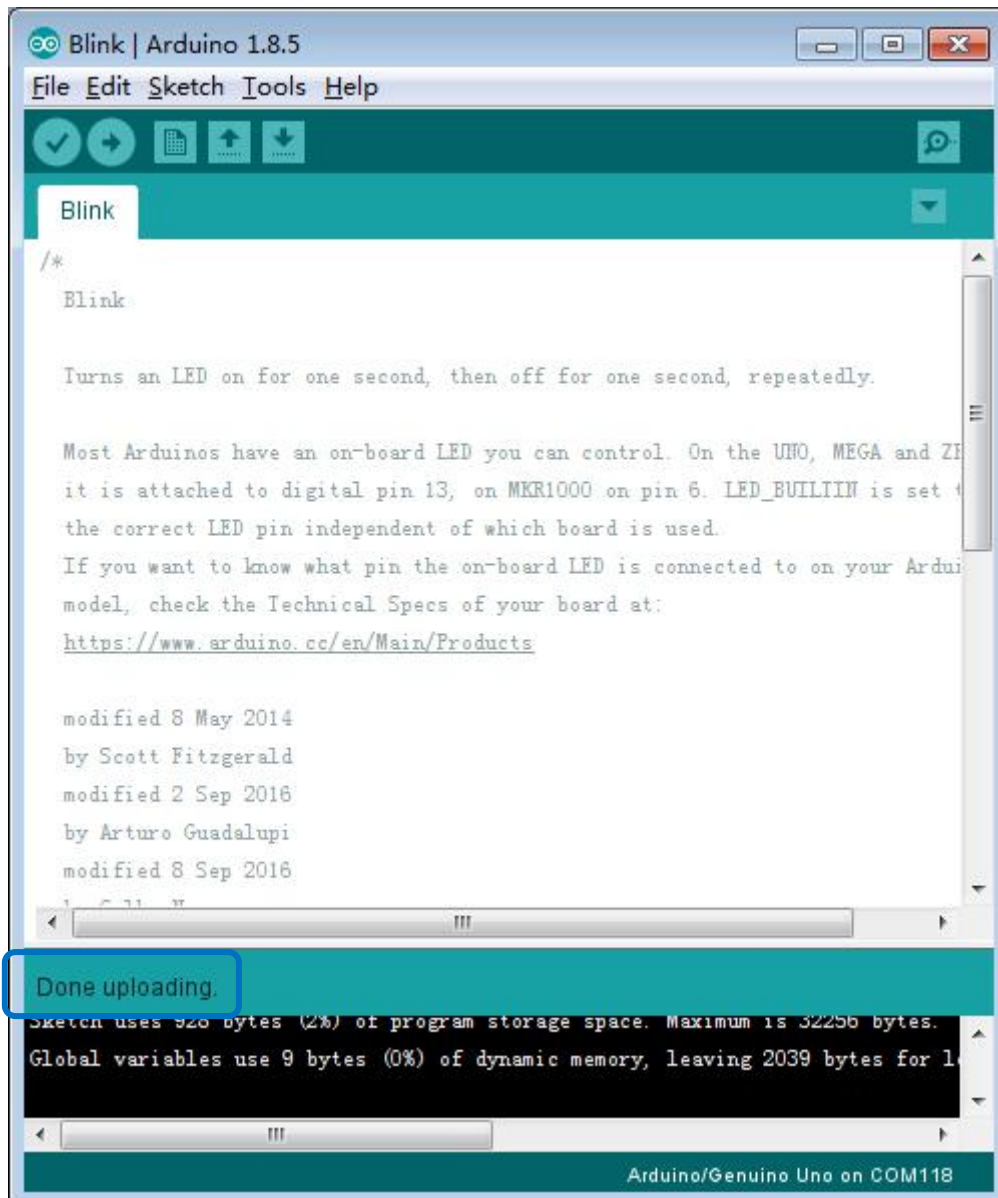 Blink | Arduino 1.8.5
File Edit Sketch Tools Help
Blink
/*
Blink
Turns an LED on for one second, then off for one second, repeatedly.
Most Arduinos have an on-board LED you can control. On the UNO, MEGA and
it is attached to digital pin 13, on MKR1000 on pin 6. LED_BUILTIN is set
the correct LED pin independent of which board is used.
If you want to know what pin the on-board LED is connected to on your Ardui
model, check the Technical Specs of your board at:
https://www.arduino.cc/en/Main/Products
modified 8 May 2014
by Scott Fitzgerald
modified 2 Sep 2016
by Arturo Guadalupi
modified 8 Sep 2016
Done uploading.
Sketch uses 928 bytes (2%) of program storage space. Maximum is 32256 bytes.
Global variables use 9 bytes (0%) of dynamic memory, leaving 2039 bytes for
Arduino/Genuino Uno on COM118